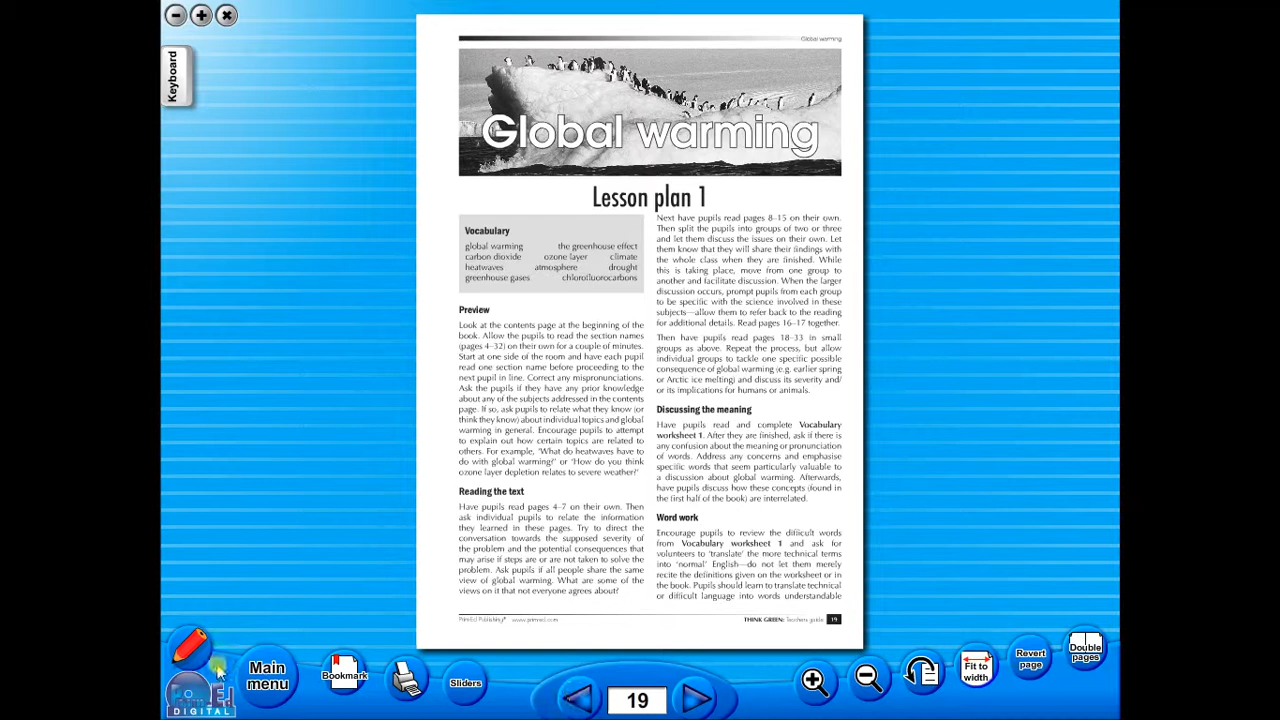 Keyboard
Global warming
Global warming
Lesson plan 1
Vocabulary
global warming the greenhouse effect
carbon dioxide ozone layer climate
heatwaves atmosphere drought
greenhouse gases chlorofluorocarbons
Preview
Look at the contents page at the beginning of the
book. Allow the pupils to read the section names
(pages 4–32) on their own for a couple of minutes.
Start at one side of the room and have each pupil
read one section name before proceeding to the
next pupil in line. Correct any mispronunciations.
Ask the pupils if they have any prior knowledge
about any of the subjects addressed in the contents
page. If so, ask pupils to relate what they know (or
think they know) about individual topics and global
warming in general. Encourage pupils to attempt
to explain out how certain topics are related to
others. For example, 'What do heatwaves have to
do with global warming?' or 'How do you think
ozone layer depletion relates to severe weather?'
Reading the text
Have pupils read pages 4–7 on their own. Then
ask individual pupils to relate the information
they learned in these pages. Try to direct the
conversation towards the supposed severity of
the problem and the potential consequences that
may arise if steps are or are not taken to solve the
problem. Ask pupils if all people share the same
view of global warming. What are some of the
views on it that not everyone agrees about?
Next have pupils read pages 8–15 on their own.
Then split the pupils into groups of two or three
and let them discuss the issues on their own. Let
them know that they will share their findings with
the whole class when they are finished. While
this is taking place, move from one group to
another and facilitate discussion. When the larger
discussion occurs, prompt pupils from each group
to be specific with the science involved in these
subjects—allow them to refer back to the reading
for additional details. Read pages 16–17 together.
Then have pupils read pages 18–33 in small
groups as above. Repeat the process, but allow
individual groups to tackle one specific possible
consequence of global warming (e.g. earlier spring
or Arctic ice melting) and discuss its severity and/
or its implications for humans or animals.
Discussing the meaning
Have pupils read and complete Vocabulary
worksheet 1. After they are finished, ask if there is
any confusion about the meaning or pronunciation
of words. Address any concerns and emphasise
specific words that seem particularly valuable to
a discussion about global warming. Afterwards,
have pupils discuss how these concepts (found in
the first half of the book) are interrelated.
Word work
Encourage pupils to review the difficult words
from Vocabulary worksheet 1 and ask for
volunteers to 'translate' the more technical terms
into 'normal' English—do not let them merely
recite the definitions given on the worksheet or in
the book. Pupils should learn to translate technical
or difficult language into words understandable
Prim-Ed Publishing® www.prim-ed.com
THINK GREEN: Teachers guide 19
DIGITAL
Main
menu
Bookmark
Sliders
19
Fit to
width
Revert
page
Double
pages